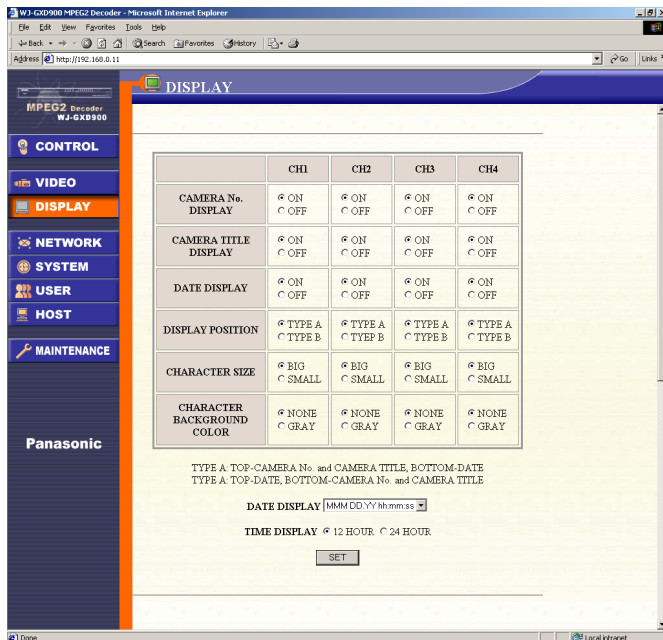 WJ-GXD900 MPEG2 Decoder - Microsoft Internet Explorer
File Edit View Favorites Tools Help
Back Search Favorites History
Address http://192.168.0.11 Go Links
DISPLAY
MPEG2 Decoder
WJ-GXD900
CONTROL
VIDEO
DISPLAY
NETWORK
SYSTEM
USER
HOST
MAINTENANCE
Panasonic
CH1 CH2 CH3 CH4
CAMERA No. DISPLAY
ON ON ON ON
OFF OFF OFF OFF
CAMERA TITLE DISPLAY
ON ON ON ON
OFF OFF OFF OFF
DATE DISPLAY
ON ON ON ON
OFF OFF OFF OFF
DISPLAY POSITION
TYPE A TYPE A TYPE A TYPE A
TYPE B TYEP B TYPE B TYPE B
CHARACTER SIZE
BIG BIG BIG BIG
SMALL SMALL SMALL SMALL
CHARACTER BACKGROUND COLOR
NONE NONE NONE NONE
GRAY GRAY GRAY GRAY
TYPE A: TOP-CAMERA No. and CAMERA TITLE, BOTTOM-DATE
TYPE A: TOP-DATE, BOTTOM-CAMERA No. and CAMERA TITLE
DATE DISPLAY MMM DD.YY hh:mm:ss
TIME DISPLAY 12 HOUR 24 HOUR
SET
Done Local intranet